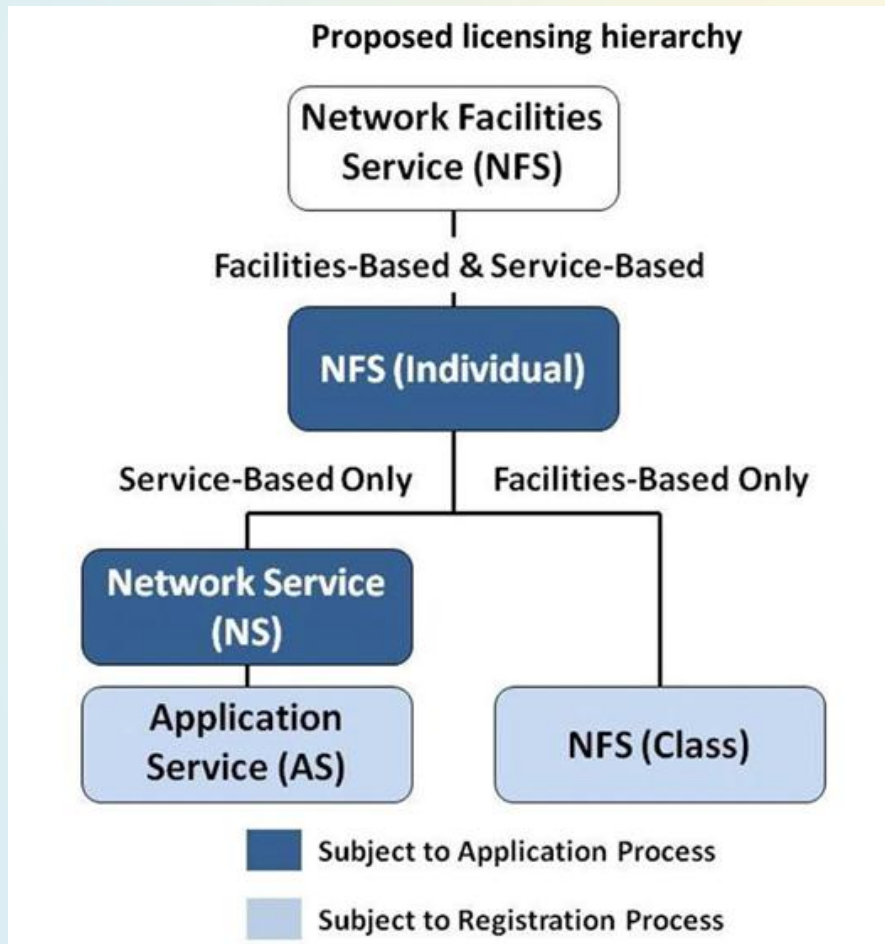 Proposed licensing hierarchy
Network Facilities
Service (NFS)
Facilities-Based & Service-Based
NFS (Individual)
Service-Based Only
Facilities-Based Only
Network Service
(NS)
Application
Service (AS)
NFS (Class)
Subject to Application Process
Subject to Registration Process